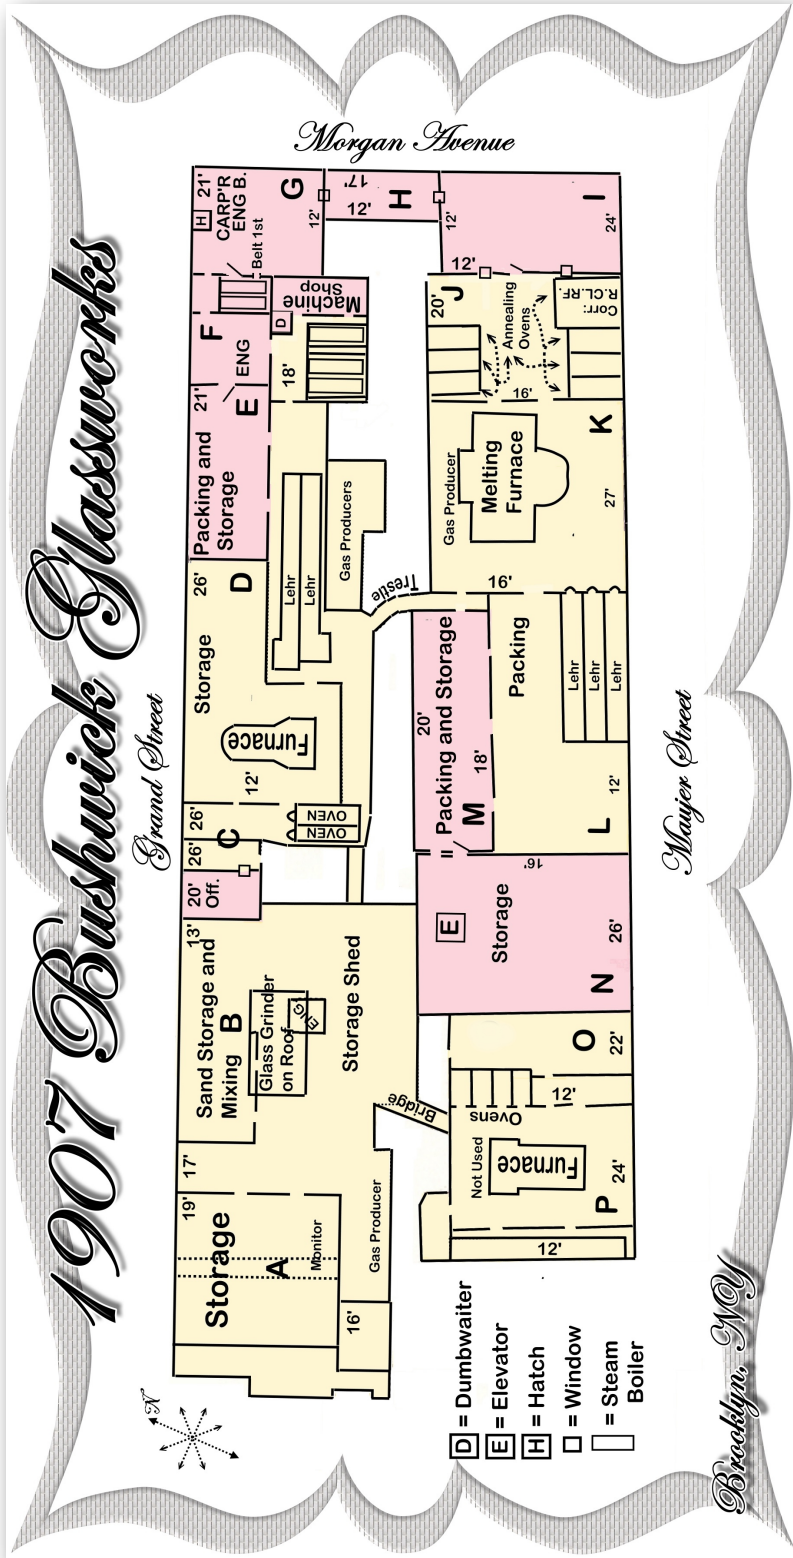 1907 Bushwick Glassworks
Grand Street
Morgan Avenue
Maujer Street
Brooklyn, NY
N
Storage
A
Monitor
19'
17'
16'
Gas Producer
Sand Storage and
Mixing
B
13'
Glass Grinder
on Roof
ENG
Storage Shed
Bridge
20'
Off.
26'
C
26'
OVEN
OVEN
12'
Furnace
Storage
26'
D
Lehr
Lehr
Gas Producers
Trestle
Packing and
Storage
21'
E
F
ENG
18'
D
Machine
Shop
H
21'
CARP'R
ENG B.
Belt 1st
G
12'
17'
12'
H
12'
I
24'
12'
20'
J
Annealing
Ovens
Corr:
R.CL.RF.
16'
Gas Producer
Melting
Furnace
K
27'
16'
Packing and Storage
20'
18'
M
Packing
Lehr
Lehr
Lehr
12'
L
16'
E
Storage
26'
N
O
22'
12'
Ovens
Not Used
Furnace
24'
P
12'
D = Dumbwaiter
E = Elevator
H = Hatch
= Window
= Steam
Boiler